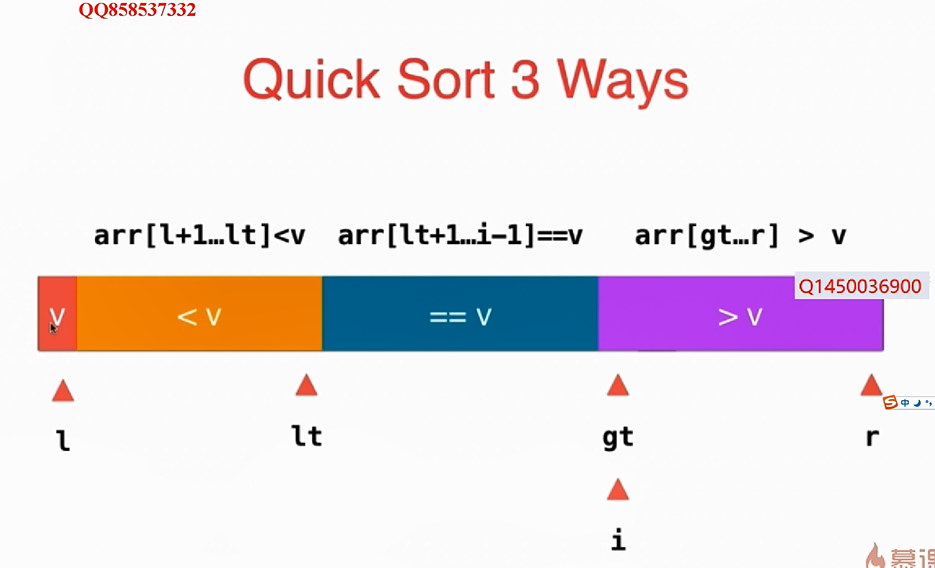 QQ858537332
Quick Sort 3 Ways
arr[l+1…lt]<v arr[lt+1…i-1]==v arr[gt…r] > v
Q1450036900
v < v == v > v
中
l lt gt r
i
慕课